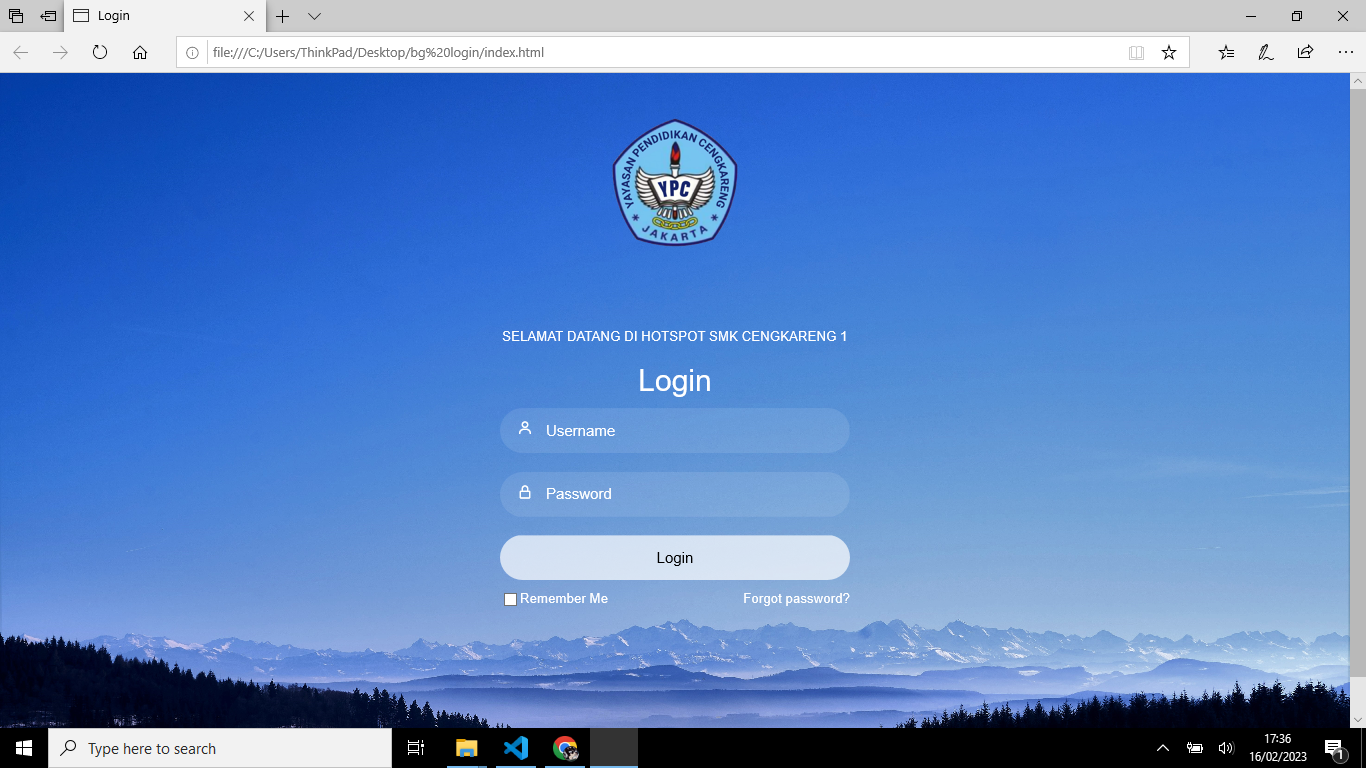 Login
file:///C:/Users/ThinkPad/Desktop/bg%20login/index.html
YAYASAN PENDIDIKAN CENGKARENG
YPC
* JAKARTA *
SELAMAT DATANG DI HOTSPOT SMK CENGKARENG 1
Login
Username
Password
Login
Remember Me Forgot password?
Type here to search
17:36
16/02/2023
1